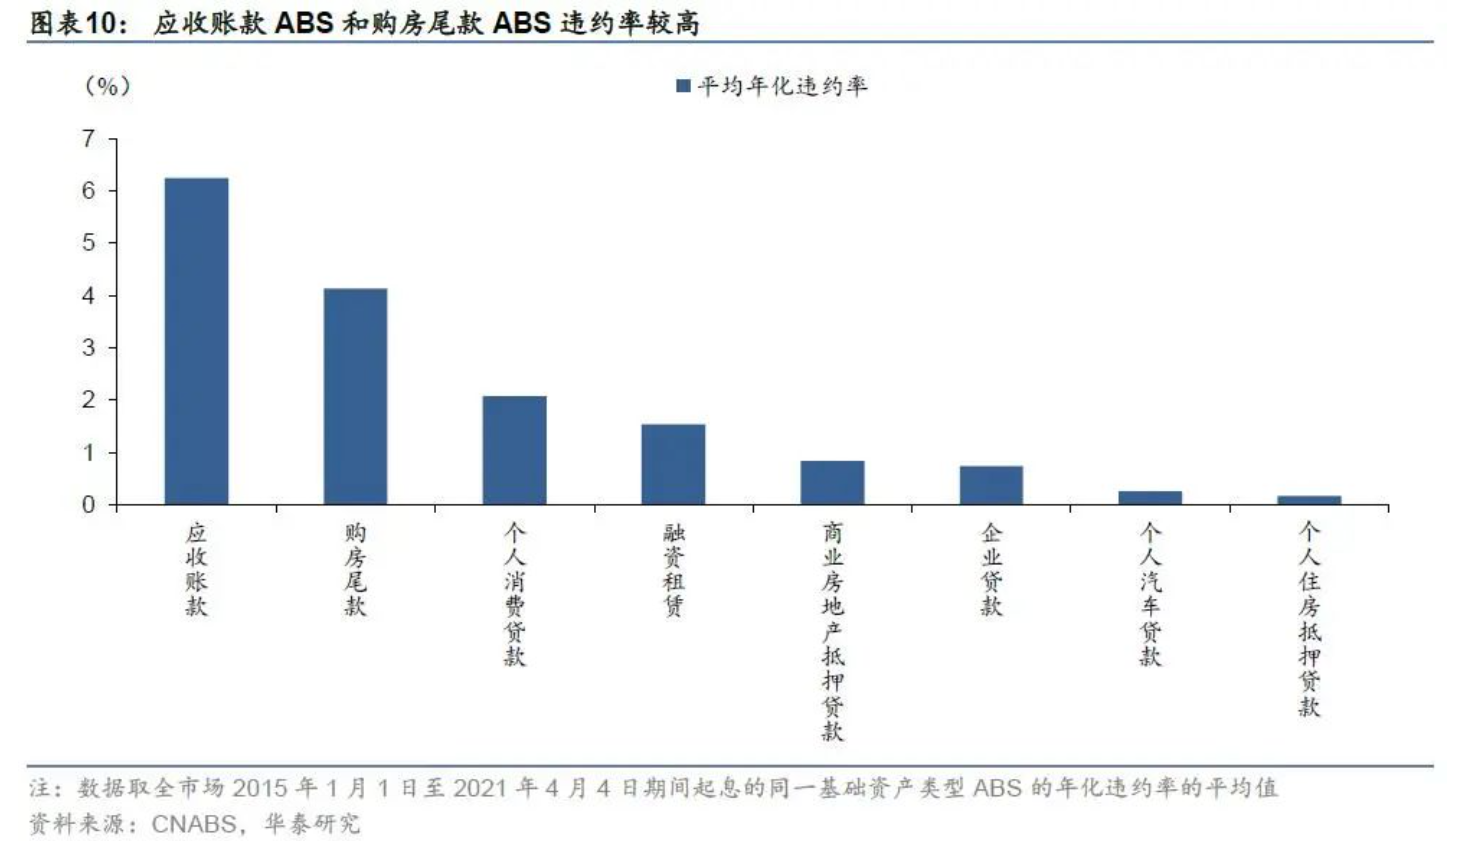 图表10： 应收账款 ABS 和购房尾款 ABS 违约率较高
（%）
平均年化违约率
7
6
5
4
3
2
1
0
应收账款
购房尾款
个人消费贷款
融资租赁
商业房地产抵押贷款
企业贷款
个人汽车贷款
个人住房抵押贷款
注：数据取全市场 2015 年 1 月 1 日至 2021 年 4 月 4 日期间起息的同一基础资产类型 ABS 的年化违约率的平均值
资料来源：CNABS，华泰研究